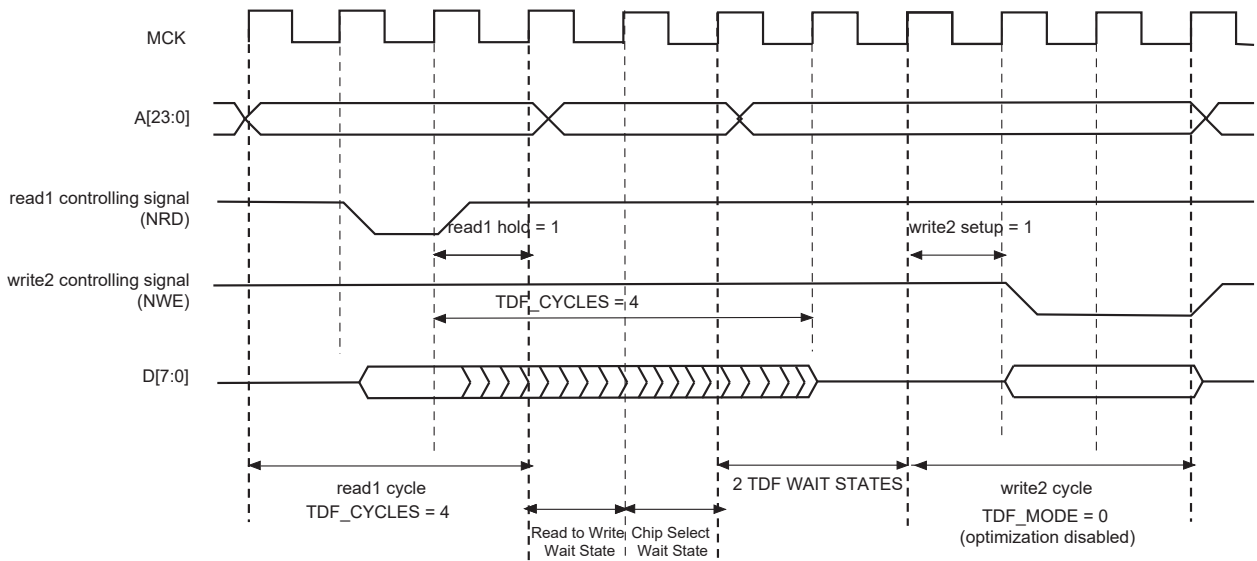 MCK
A[23:0]
read1 controlling signal
(NRD)
read1 hold = 1
write2 setup = 1
write2 controlling signal
(NWE)
TDF_CYCLES = 4
D[7:0]
read1 cycle
TDF_CYCLES = 4
Read to Write
Wait State
Chip Select
Wait State
2 TDF WAIT STATES
write2 cycle
TDF_MODE = 0
(optimization disabled)